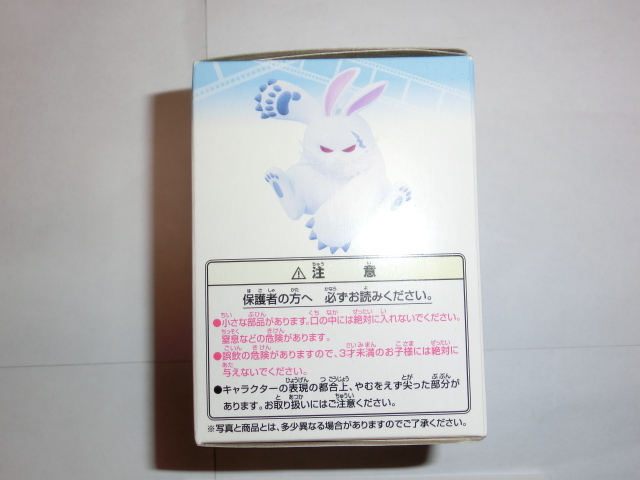 ⚠注意
保護者の方へ 必ずお読みください。
●小さな部品があります。口の中には絶対に入れないでください。
窒息などの危険があります。
●誤飲の危険がありますので、3才未満のお子様には絶対に
与えないでください。
●キャラクターの表現の都合上、やむをえず尖った部分が
あります。お取り扱いにはご注意ください。
※写真と商品とは、多少異なる場合がありますのでご了承ください。